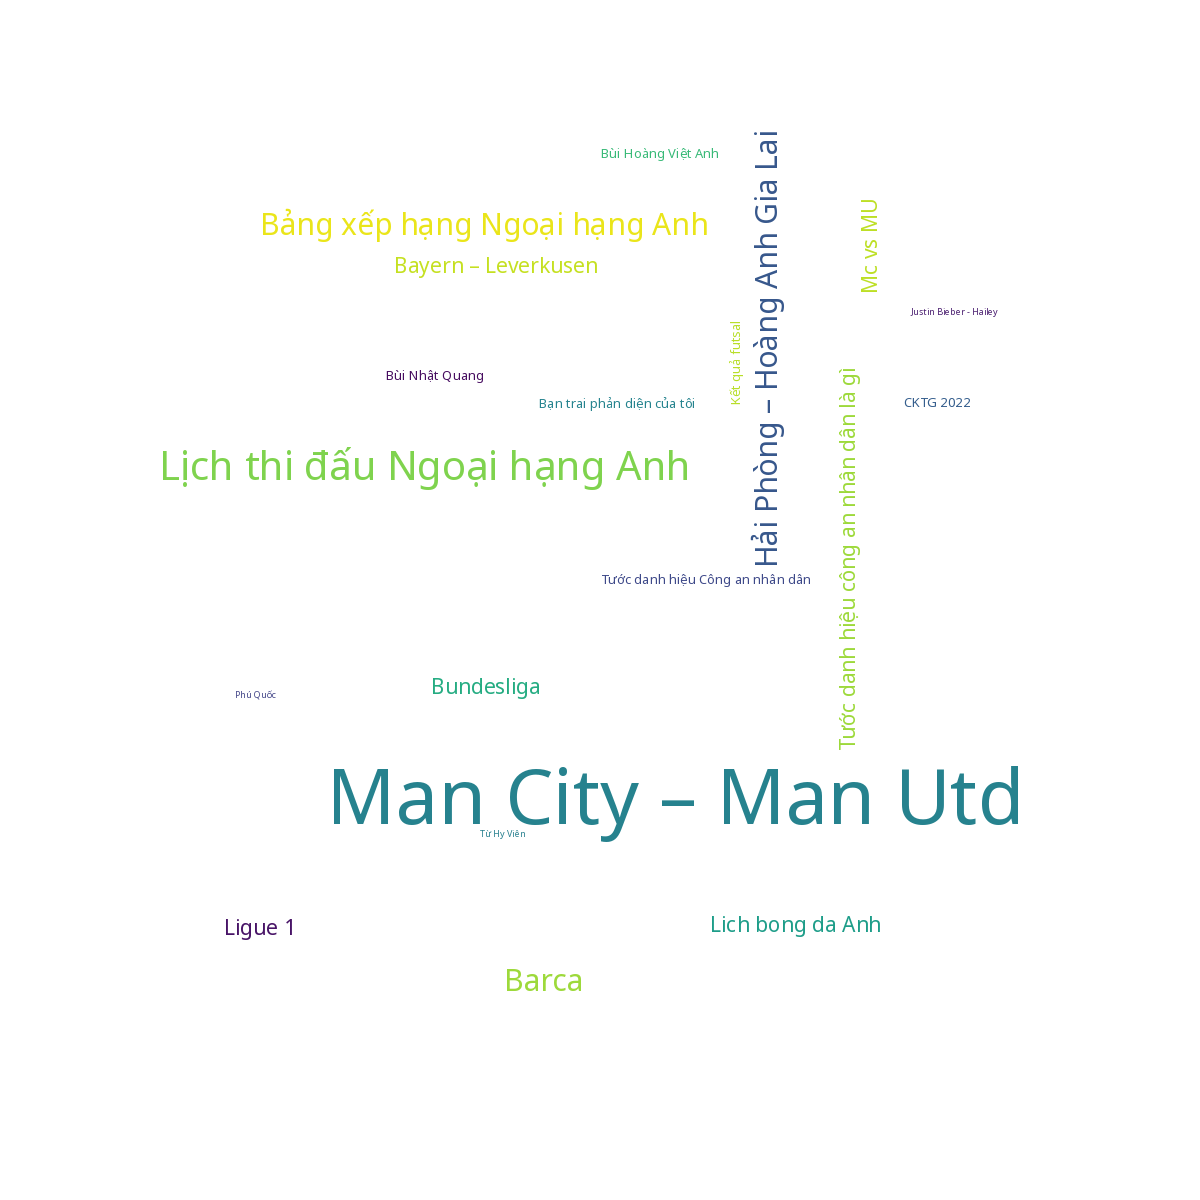 Bùi Hoàng Việt Anh
Hải Phòng – Hoàng Anh Gia Lai
Mc vs MU
Bảng xếp hạng Ngoại hạng Anh
Bayern – Leverkusen
Justin Bieber - Hailey
Kết quả futsal
Bùi Nhật Quang
Bạn trai phản diện của tôi
CKTG 2022
Tước danh hiệu công an nhân dân là gì
Lịch thi đấu Ngoại hạng Anh
Tước danh hiệu Công an nhân dân
Bundesliga
Phú Quốc
Man City – Man Utd
Từ Hy Viên
Ligue 1
Lich bong da Anh
Barca